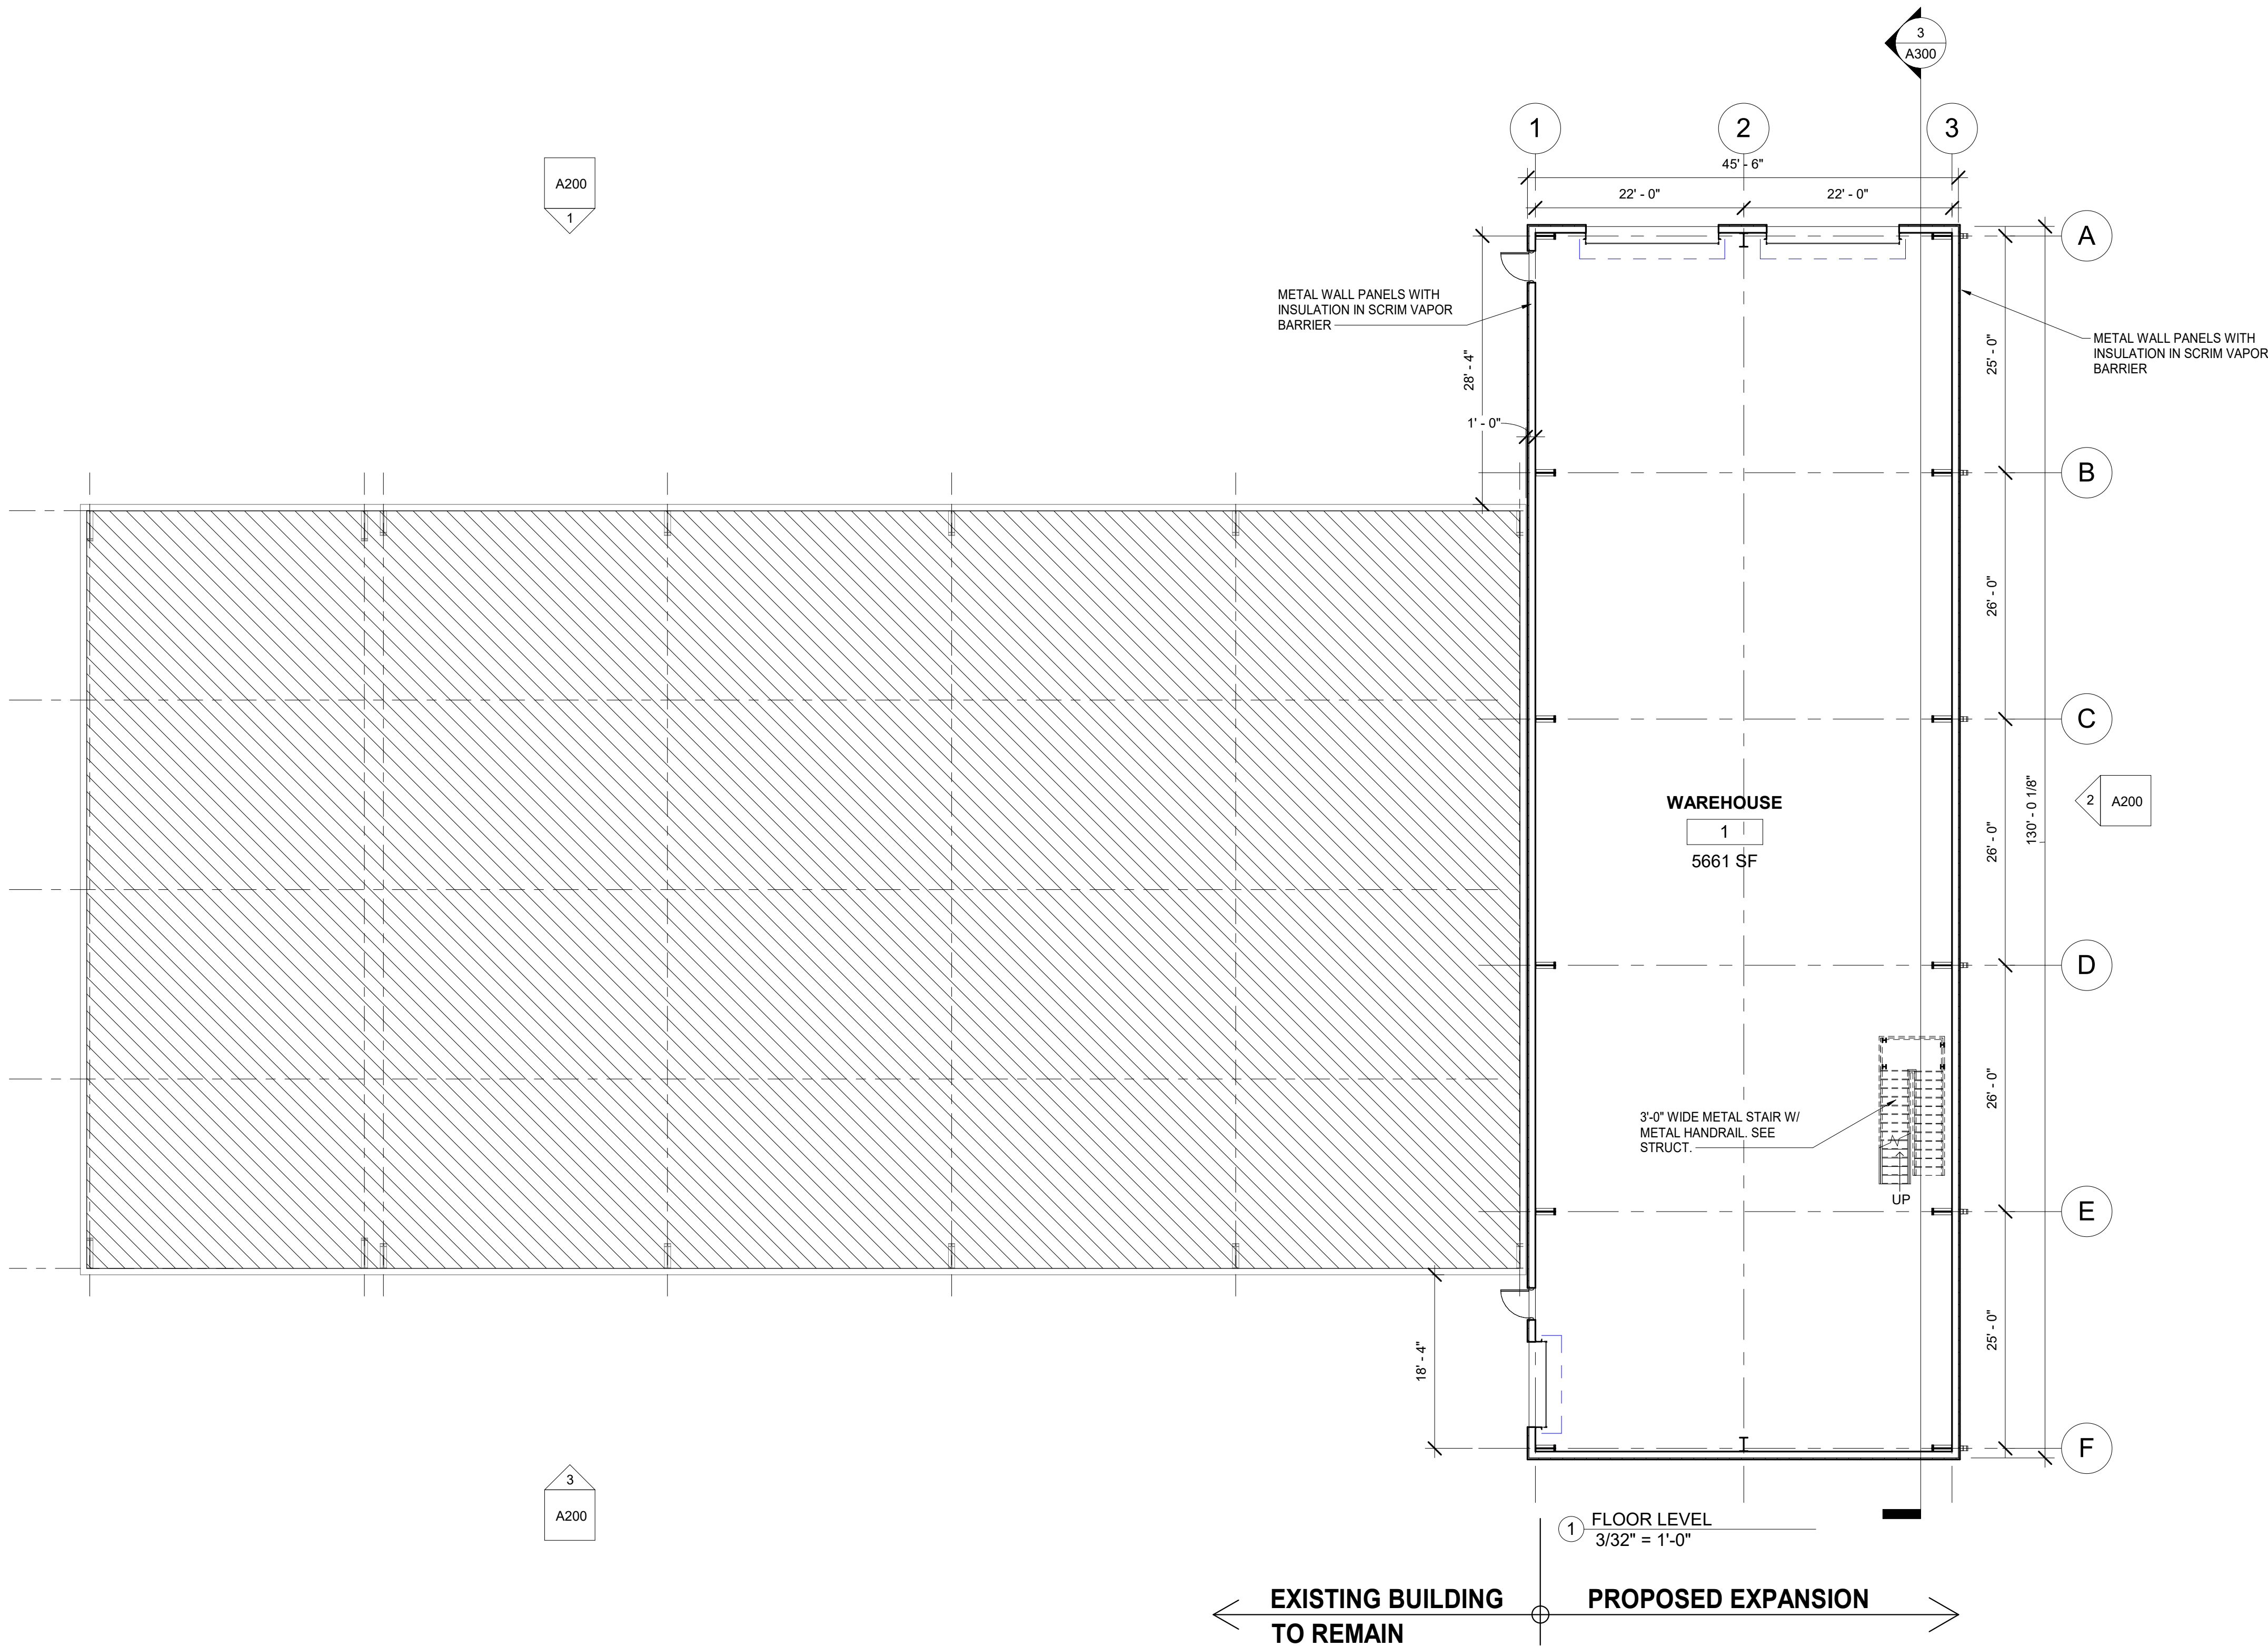 3
A300
1
2
3
45' - 6"
22' - 0"
22' - 0"
A200
1
A
METAL WALL PANELS WITH
INSULATION IN SCRIM VAPOR
BARRIER
METAL WALL PANELS WITH
INSULATION IN SCRIM VAPOR
BARRIER
28' - 4"
25' - 0"
1' - 0"
B
26' - 0"
C
WAREHOUSE
1
5661 SF
26' - 0"
130' - 0 1/8"
2
A200
D
26' - 0"
3'-0" WIDE METAL STAIR W/
METAL HANDRAIL. SEE
STRUCT.
UP
E
25' - 0"
18' - 4"
F
3
A200
1
FLOOR LEVEL
3/32" = 1'-0"
EXISTING BUILDING
TO REMAIN
PROPOSED EXPANSION